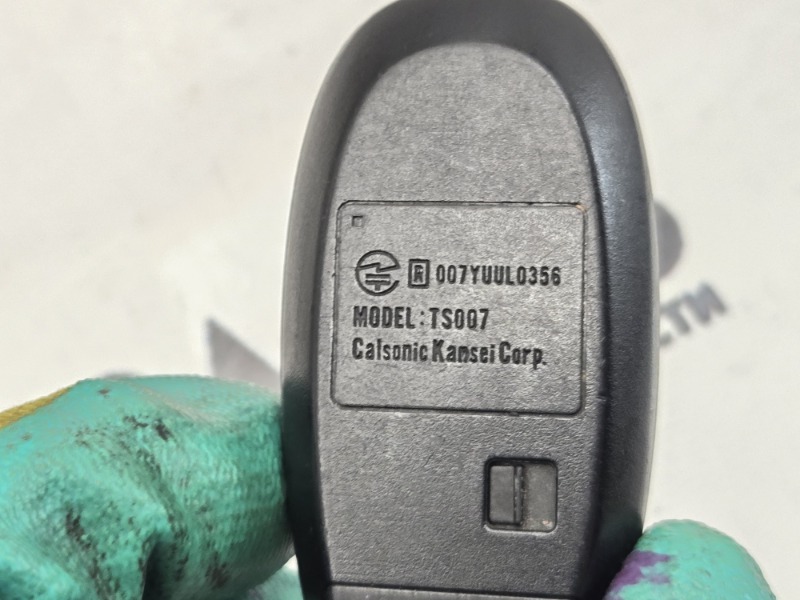 R 007YUUL0356
MODEL:TS007
Calsonic Kansei Corp.